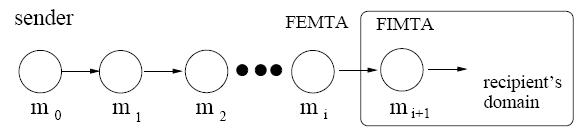 sender
FEMTA FIMTA
recipient's
domain
m 0 m 1 m 2 m i m i+1